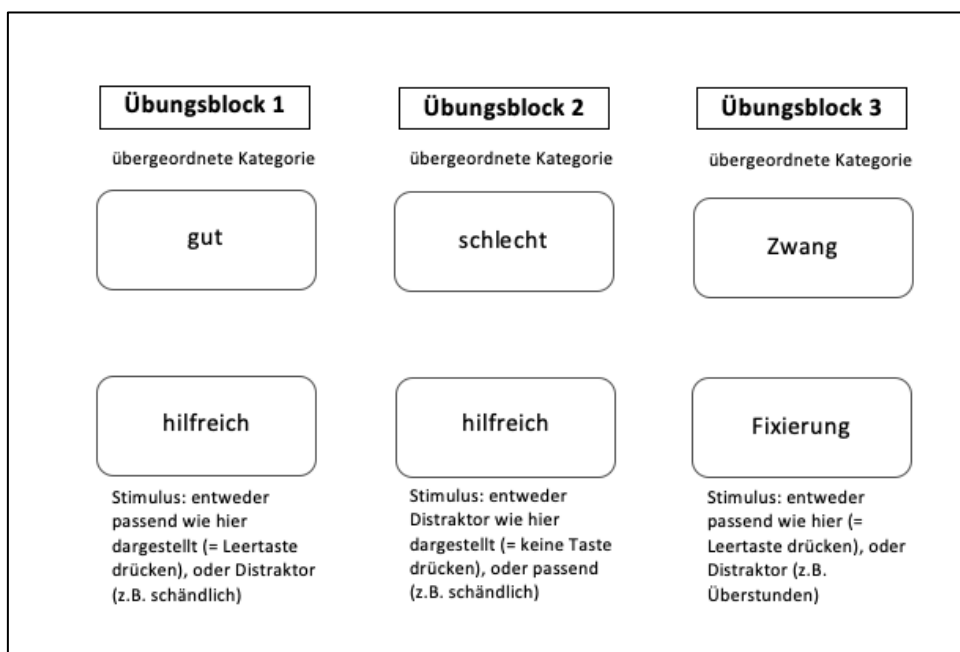 Übungsblock 1
übergeordnete Kategorie
gut
hilfreich
Stimulus: entweder
passend wie hier
dargestellt (= Leertaste
drücken), oder Distraktor
(z.B. schändlich)
Übungsblock 2
übergeordnete Kategorie
schlecht
hilfreich
Stimulus: entweder
Distraktor wie hier
dargestellt (= keine Taste
drücken), oder passend
(z.B. schändlich)
Übungsblock 3
übergeordnete Kategorie
Zwang
Fixierung
Stimulus: entweder
passend wie hier (=
Leertaste drücken), oder
Distraktor (z.B.
Überstunden)